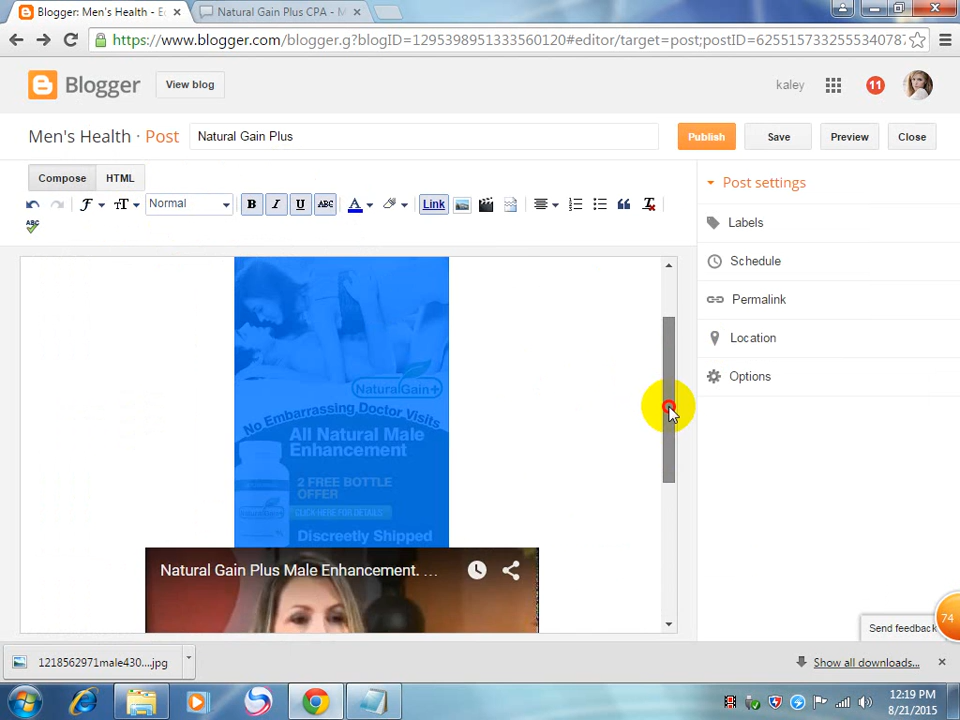 Blogger: Men's Health - Ed
Natural Gain Plus CPA - M
https://www.blogger.com/blogger.g?blogID=1295398951333560120#editor/target=post;postID=6255157332555340787
Blogger
View blog
kaley
11
Men's Health · Post
Natural Gain Plus
Publish
Save
Preview
Close
Compose
HTML
Post settings
Normal
B
I
U
ABC
A
Link
ABC
Labels
Schedule
Permalink
Location
Options
NaturalGain+
No Embarrassing Doctor Visits
All Natural Male
Enhancement
2 FREE BOTTLE
OFFER
CLICK HERE FOR DETAILS
Discreetly Shipped
Natural Gain Plus Male Enhancement. ...
74
Send feedback
1218562971male430....jpg
Show all downloads...
12:19 PM
8/21/2015